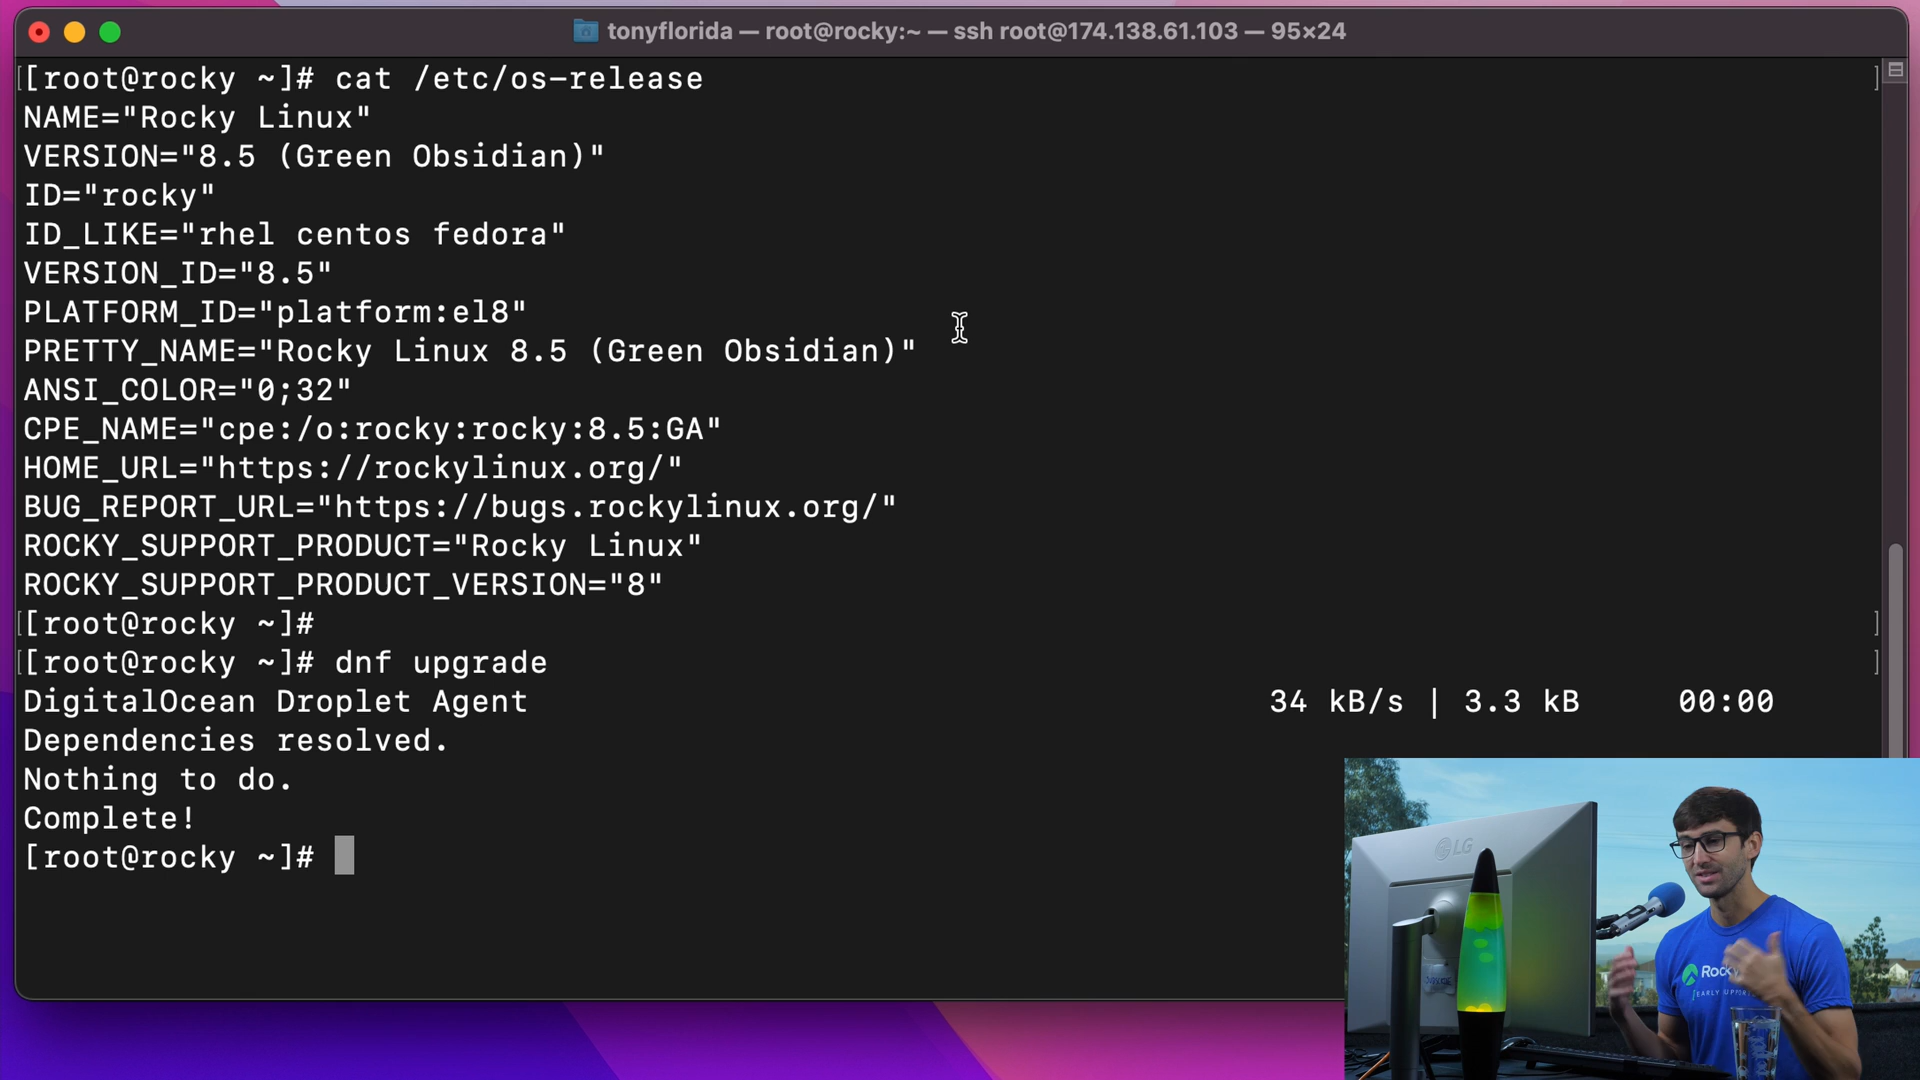 tonyflorida — root@rocky:~ — ssh root@174.138.61.103 — 95×24
[[root@rocky ~]# cat /etc/os-release ]
NAME="Rocky Linux"
VERSION="8.5 (Green Obsidian)"
ID="rocky"
ID_LIKE="rhel centos fedora"
VERSION_ID="8.5"
PLATFORM_ID="platform:el8"
PRETTY_NAME="Rocky Linux 8.5 (Green Obsidian)"
ANSI_COLOR="0;32"
CPE_NAME="cpe:/o:rocky:rocky:8.5:GA"
HOME_URL="https://rockylinux.org/"
BUG_REPORT_URL="https://bugs.rockylinux.org/"
ROCKY_SUPPORT_PRODUCT="Rocky Linux"
ROCKY_SUPPORT_PRODUCT_VERSION="8"
[[root@rocky ~]# ]
[[root@rocky ~]# dnf upgrade ]
DigitalOcean Droplet Agent 34 kB/s | 3.3 kB 00:00
Dependencies resolved.
Nothing to do.
Complete!
[root@rocky ~]#
LG